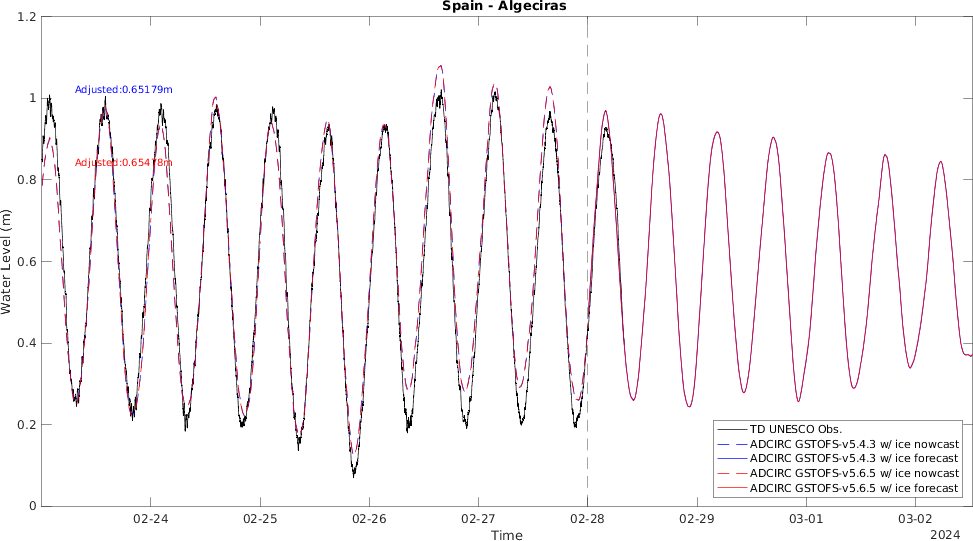 Spain - Algeciras
1.2
1
0.8
0.6
0.4
0.2
0
Water Level (m)
Adjusted:0.65179m
Adjusted:0.65478m
TD UNESCO Obs.
ADCIRC GSTOFS-v5.4.3 w/ ice nowcast
ADCIRC GSTOFS-v5.4.3 w/ ice forecast
ADCIRC GSTOFS-v5.6.5 w/ ice nowcast
ADCIRC GSTOFS-v5.6.5 w/ ice forecast
02-24 02-25 02-26 02-27 02-28 02-29 03-01 03-02
Time
2024